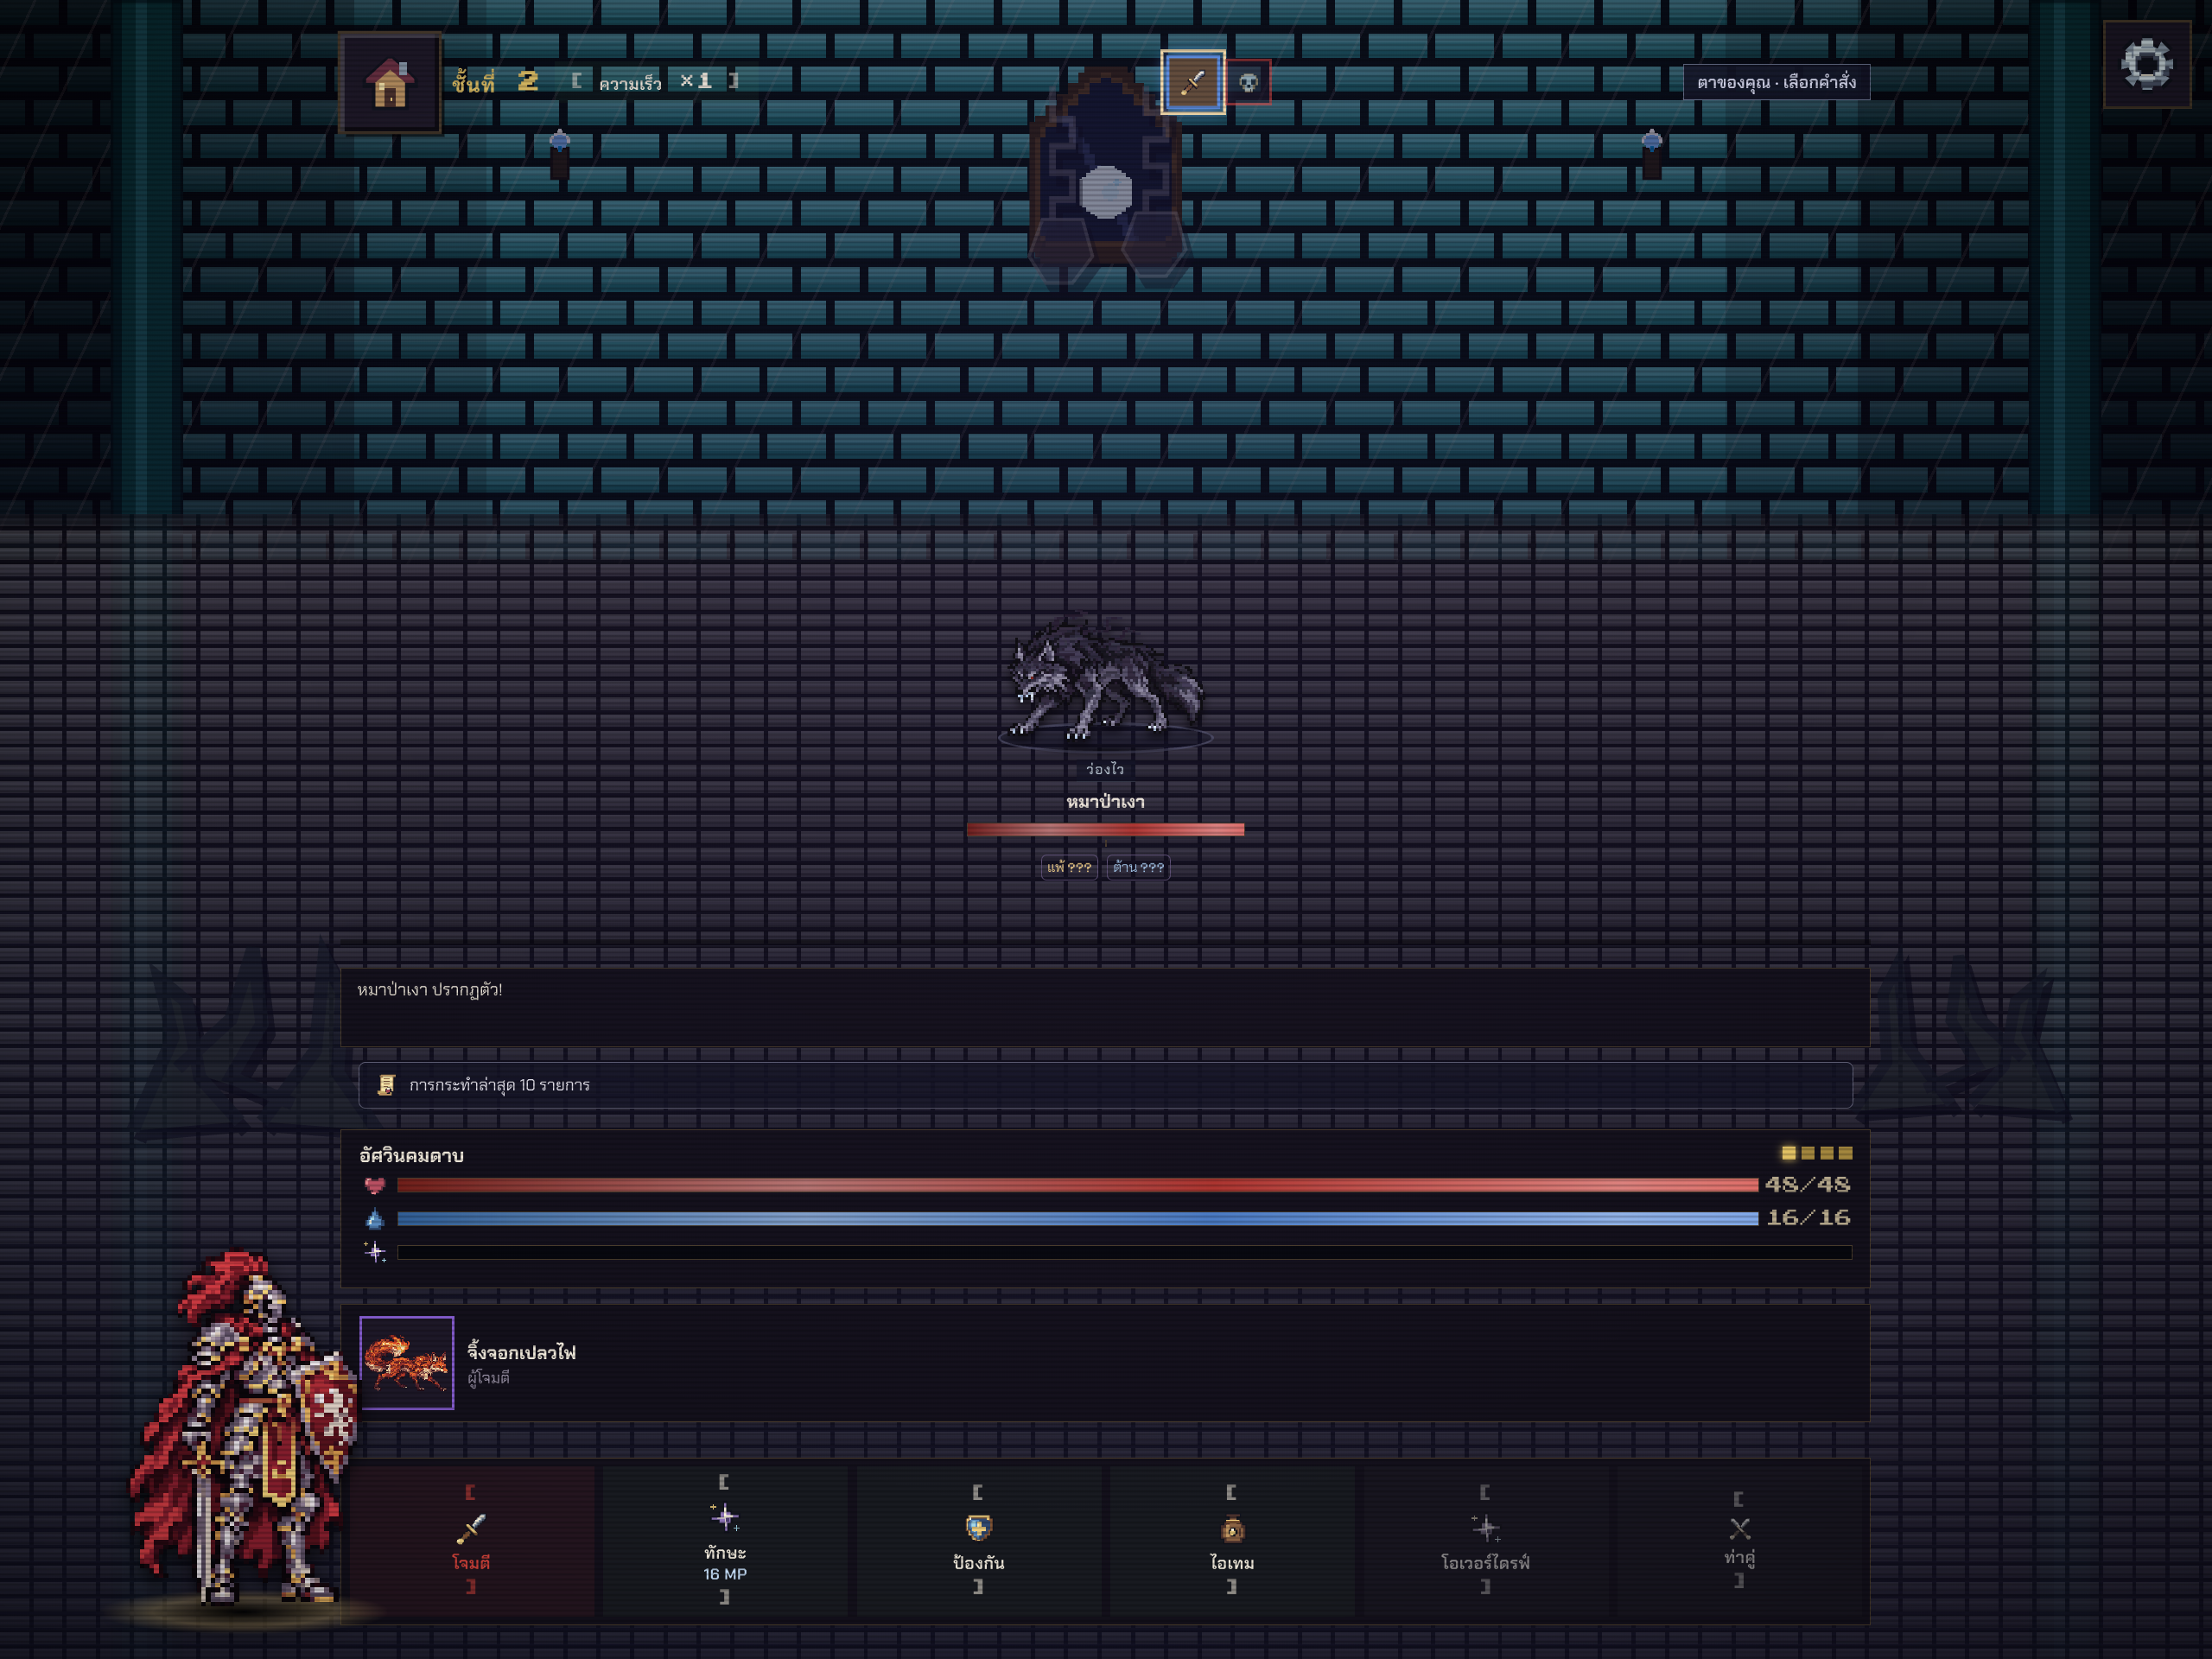 ชั้นที่ 2 [ ความเร็ว ×1 ]
ตาของคุณ · เลือกคำสั่ง
ว่องไว
หมาป่าเงา
แพ้ ??? ต้าน ???
หมาป่าเงา ปรากฏตัว!
การกระทำล่าสุด 10 รายการ
อัศวินคมดาบ
48/48
16/16
จิ้งจอกเปลวไฟ
ผู้โจมตี
[ โจมตี ]
[ ทักษะ 16 MP ]
[ ป้องกัน ]
[ ไอเทม ]
[ โอเวอร์ไดรฟ์ ]
[ ท่าคู่ ]